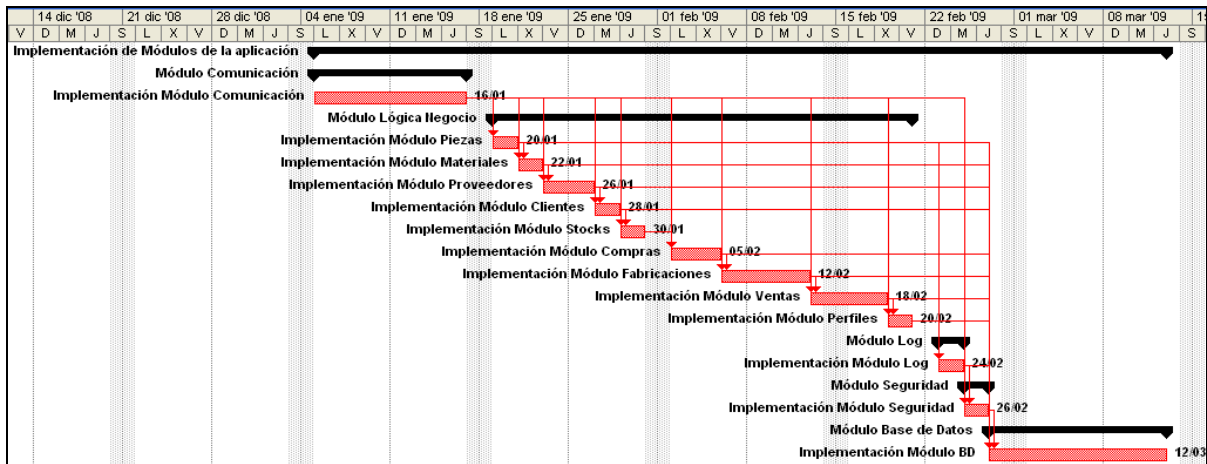 14 dic '08 21 dic '08 28 dic '08 04 ene '09 11 ene '09 18 ene '09 25 ene '09 01 feb '09 08 feb '09 15 feb '09 22 feb '09 01 mar '09 08 mar '09 15
V D M J S L X V D M J S L X V D M J S L X V D M J S L X V D M J S L X V D M J S L X V D M J S
Implementación de Módulos de la aplicación
Módulo Comunicación
Implementación Módulo Comunicación 16/01
Módulo Lógica Negocio
Implementación Módulo Piezas 20/01
Implementación Módulo Materiales 22/01
Implementación Módulo Proveedores 26/01
Implementación Módulo Clientes 28/01
Implementación Módulo Stocks 30/01
Implementación Módulo Compras 05/02
Implementación Módulo Fabricaciones 12/02
Implementación Módulo Ventas 18/02
Implementación Módulo Perfiles 20/02
Módulo Log
Implementación Módulo Log 24/02
Módulo Seguridad
Implementación Módulo Seguridad 26/02
Módulo Base de Datos
Implementación Módulo BD 12/03